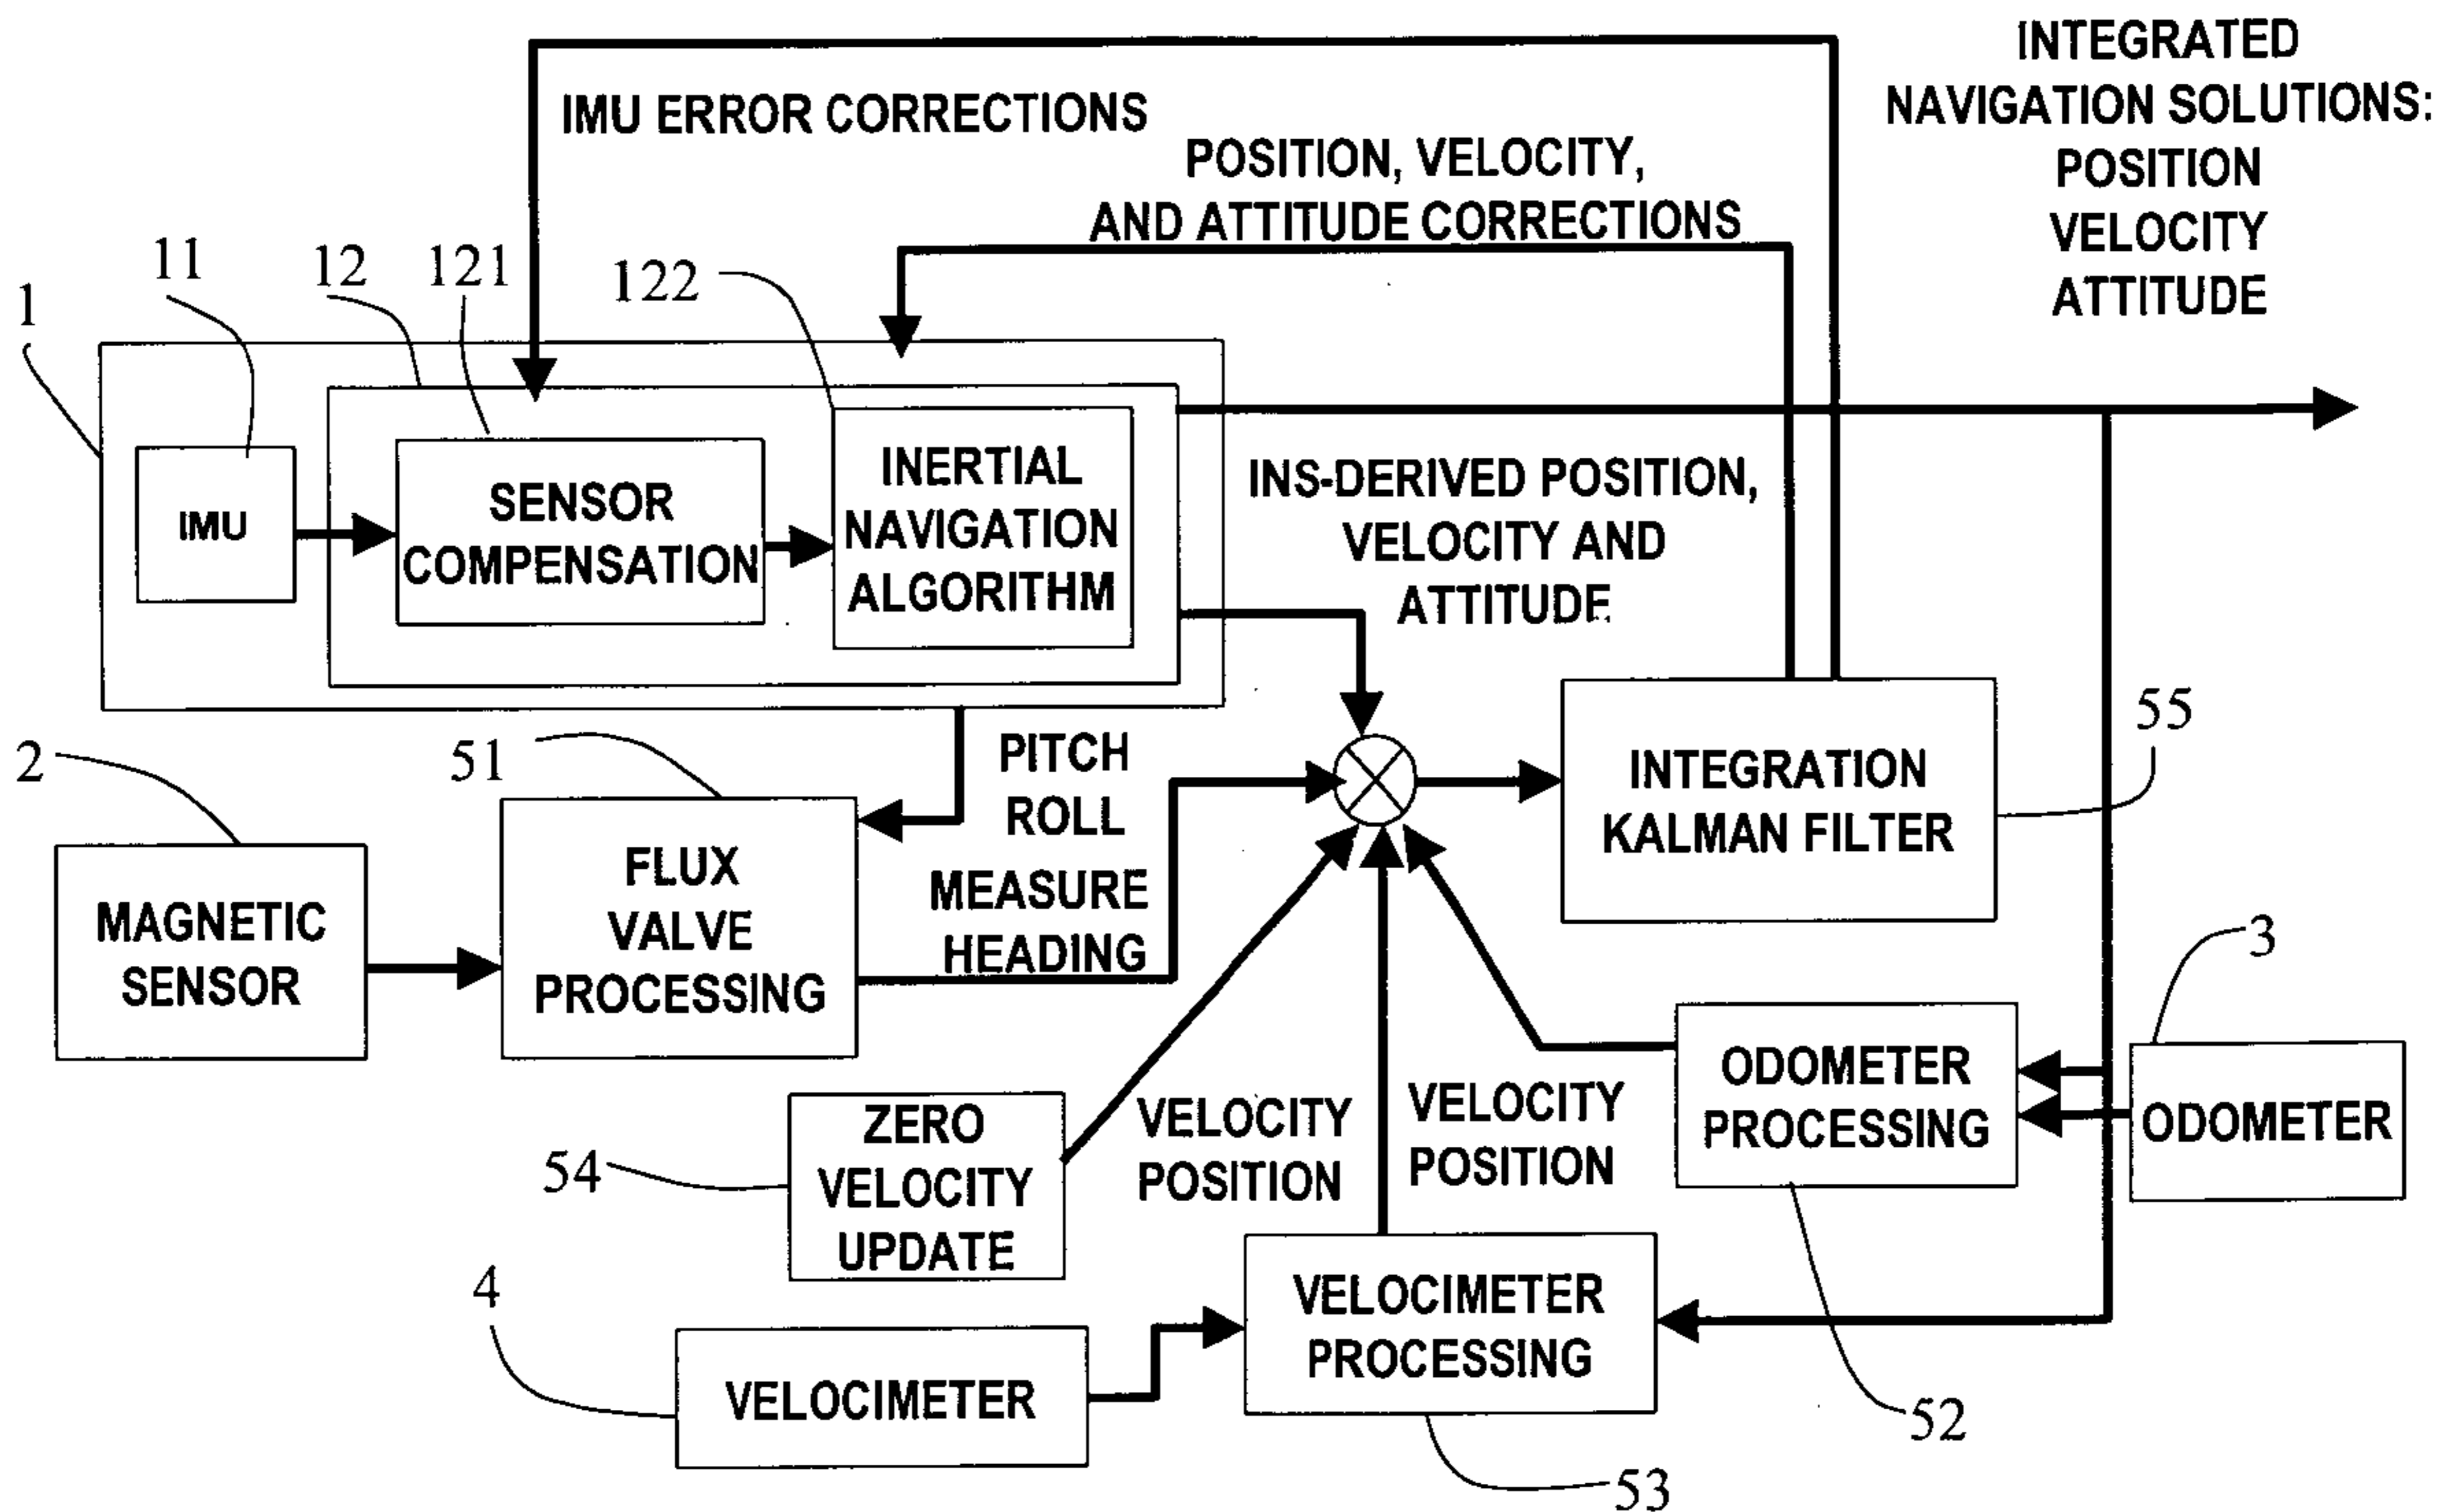 INTEGRATED
NAVIGATION SOLUTIONS:
POSITION
VELOCITY
ATTITUDE
IMU ERROR CORRECTIONS
POSITION, VELOCITY,
AND ATTITUDE CORRECTIONS
1
11
12
121
122
IMU
SENSOR
COMPENSATION
INERTIAL
NAVIGATION
ALGORITHM
INS-DERIVED POSITION,
VELOCITY AND
ATTITUDE
2
51
PITCH
ROLL
55
INTEGRATION
KALMAN FILTER
MAGNETIC
SENSOR
FLUX
VALVE
PROCESSING
MEASURE
HEADING
3
ODOMETER
PROCESSING
ODOMETER
54
ZERO
VELOCITY
UPDATE
VELOCITY
POSITION
VELOCITY
POSITION
4
VELOCIMETER
VELOCIMETER
PROCESSING
52
53